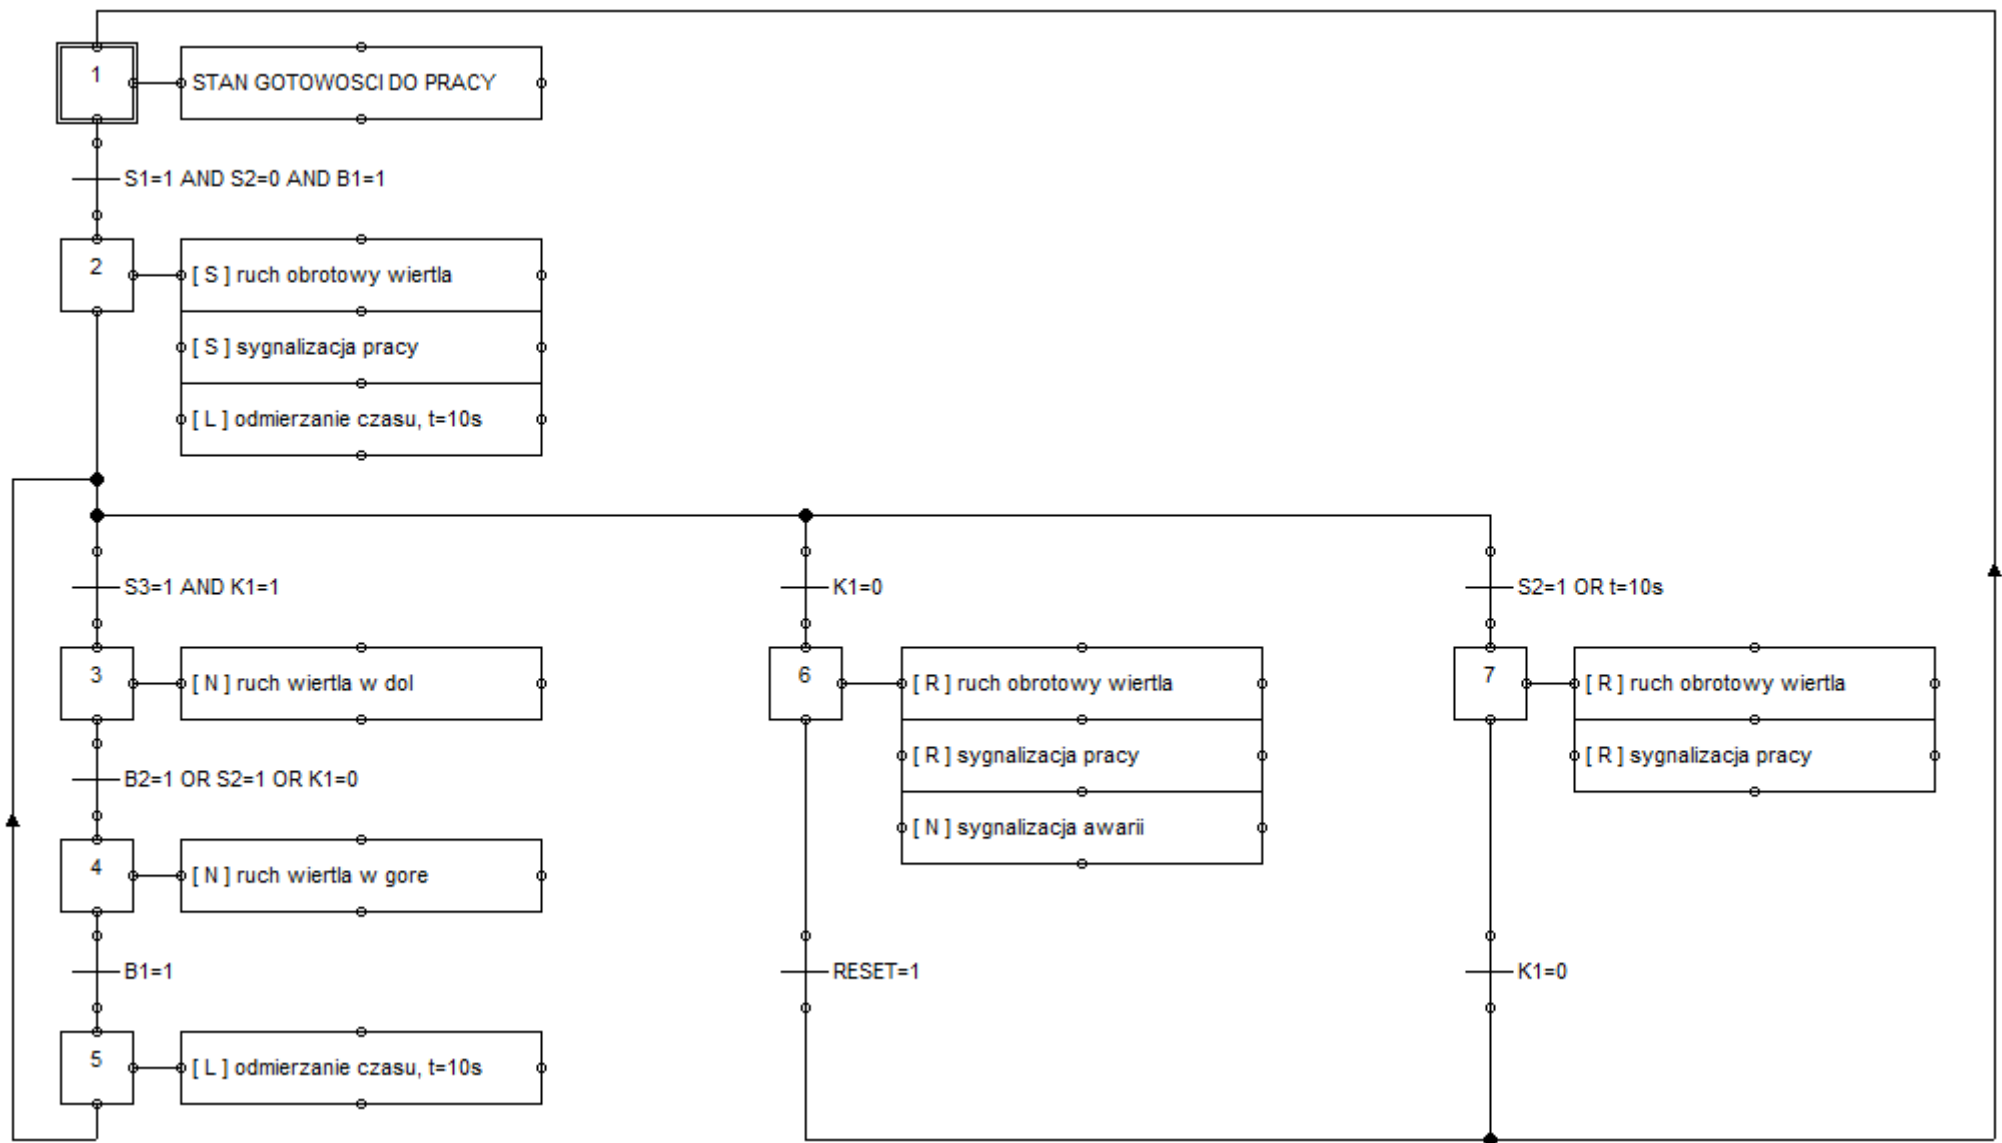 1
STAN GOTOWOSCI DO PRACY
S1=1 AND S2=0 AND B1=1
2
[ S ] ruch obrotowy wiertla
[ S ] sygnalizacja pracy
[ L ] odmierzanie czasu, t=10s
S3=1 AND K1=1
K1=0
S2=1 OR t=10s
3
[ N ] ruch wiertla w dol
6
[ R ] ruch obrotowy wiertla
7
[ R ] ruch obrotowy wiertla
[ R ] sygnalizacja pracy
[ R ] sygnalizacja pracy
B2=1 OR S2=1 OR K1=0
[ N ] sygnalizacja awarii
4
[ N ] ruch wiertla w gore
B1=1
RESET=1
K1=0
5
[ L ] odmierzanie czasu, t=10s